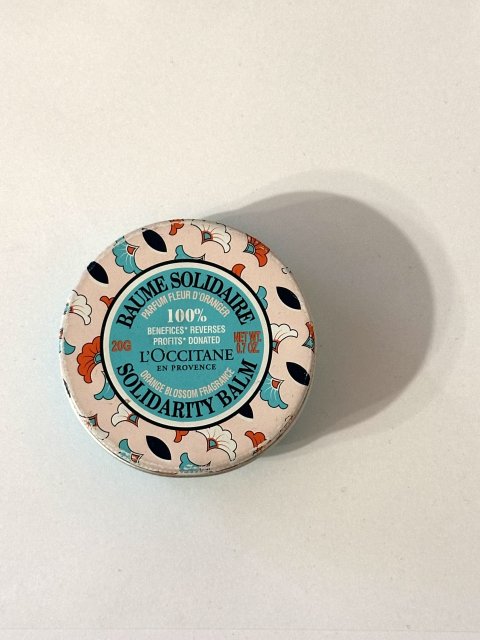 BAUME SOLIDAIRE
PARFUM FLEUR D'ORANGER
100%
BENEFICES* REVERSES
PROFITS* DONATED
20G
NET WT.
0.7 OZ.
L'OCCITANE
EN PROVENCE
ORANGE BLOSSOM FRAGRANCE
SOLIDARITY BALM